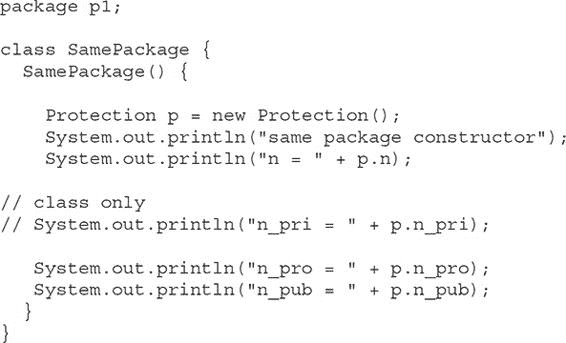 package p1;
class SamePackage {
  SamePackage() {
    Protection p = new Protection();
    System.out.println("same package constructor");
    System.out.println("n = " + p.n);
// class only
// System.out.println("n_pri = " + p.n_pri);
   System.out.println("n_pro = " + p.n_pro);
   System.out.println("n_pub = " + p.n_pub);
  }
}